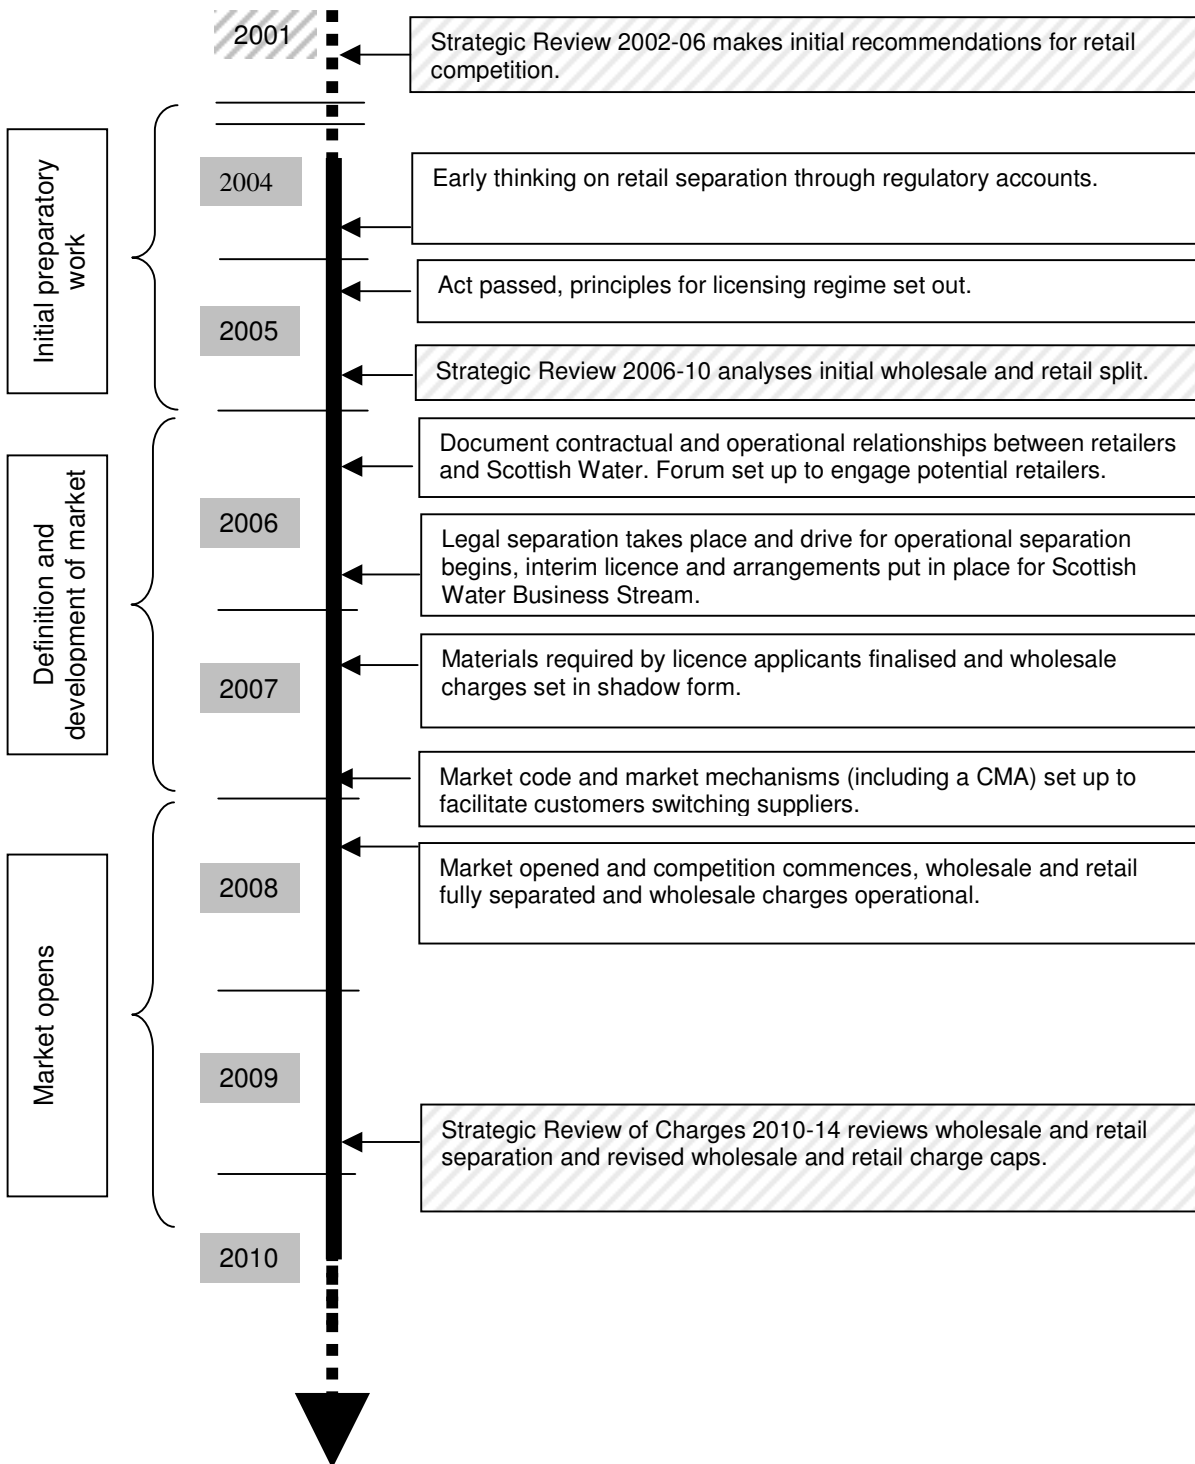 2001
Strategic Review 2002-06 makes initial recommendations for retail
competition.
Initial preparatory
work
2004
Early thinking on retail separation through regulatory accounts.
Act passed, principles for licensing regime set out.
2005
Strategic Review 2006-10 analyses initial wholesale and retail split.
Definition and
development of market
Document contractual and operational relationships between retailers
and Scottish Water. Forum set up to engage potential retailers.
2006
Legal separation takes place and drive for operational separation
begins, interim licence and arrangements put in place for Scottish
Water Business Stream.
2007
Materials required by licence applicants finalised and wholesale
charges set in shadow form.
Market code and market mechanisms (including a CMA) set up to
facilitate customers switching suppliers.
Market opens
2008
Market opened and competition commences, wholesale and retail
fully separated and wholesale charges operational.
2009
Strategic Review of Charges 2010-14 reviews wholesale and retail
separation and revised wholesale and retail charge caps.
2010